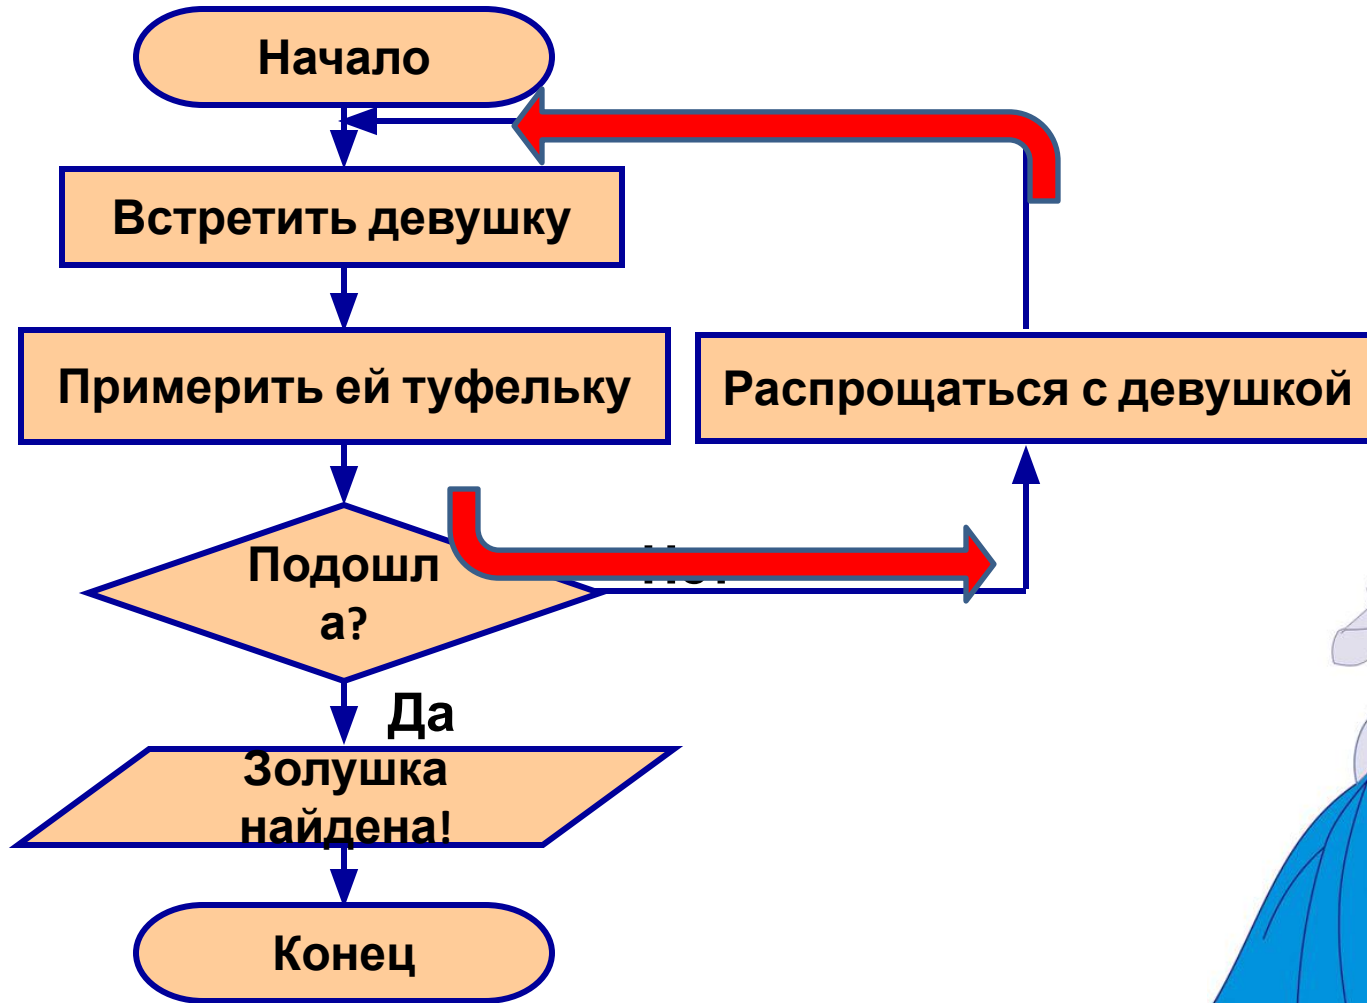 Начало
Встретить девушку
Примерить ей туфельку
Распрощаться с девушкой
Подошл
а?
Да
Золушка
найдена!
Конец